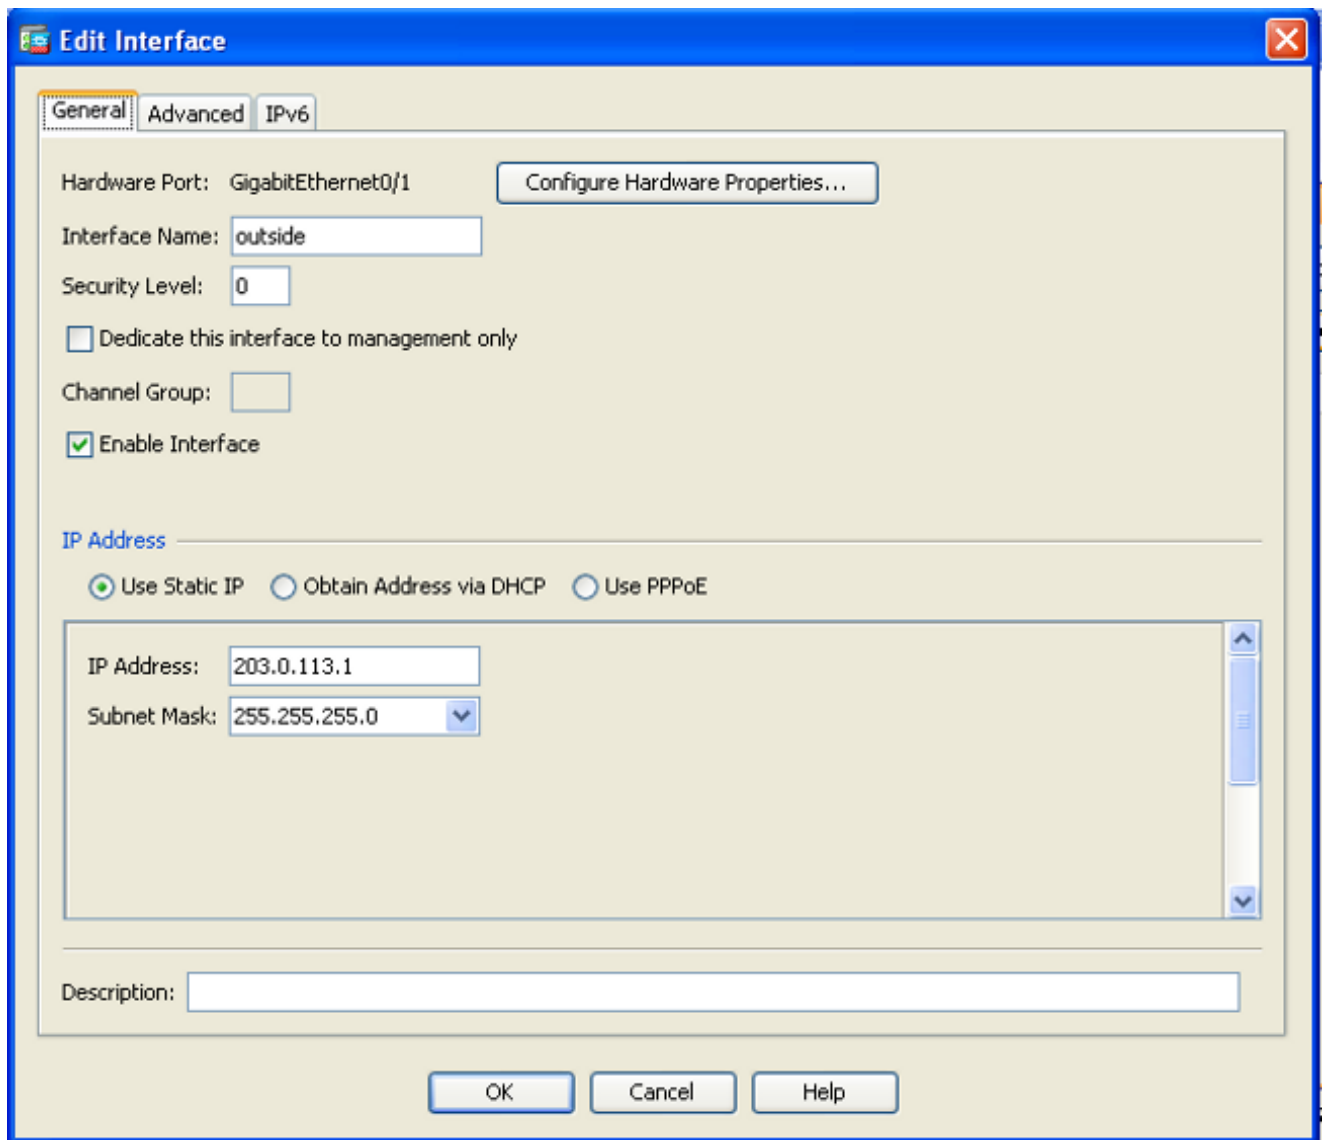 Edit Interface
General Advanced IPv6
Hardware Port: GigabitEthernet0/1 Configure Hardware Properties...
Interface Name: outside
Security Level: 0
Dedicate this interface to management only
Channel Group:
Enable Interface
IP Address
Use Static IP Obtain Address via DHCP Use PPPoE
IP Address: 203.0.113.1
Subnet Mask: 255.255.255.0
Description:
OK Cancel Help